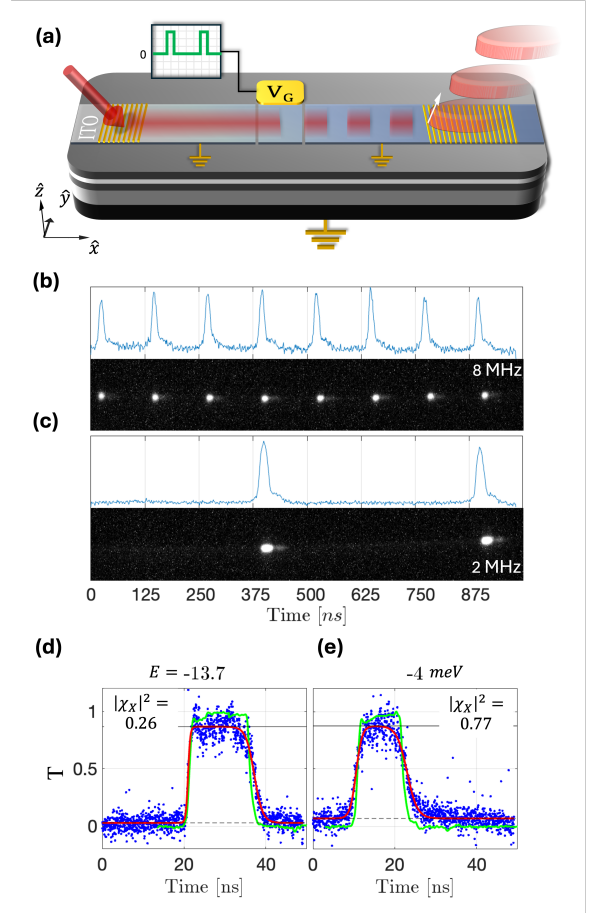 (a)
0
V_G
ITO
ẑ
ŷ
x̂
(b)
8 MHz
(c)
2 MHz
0 125 250 375 500 625 750 875
Time [ns]
(d) (e)
E = -13.7 -4 meV
|χ_X|² = 0.26
|χ_X|² = 0.77
1
0.5
0
T
0 20 40 0 20 40
Time [ns] Time [ns]